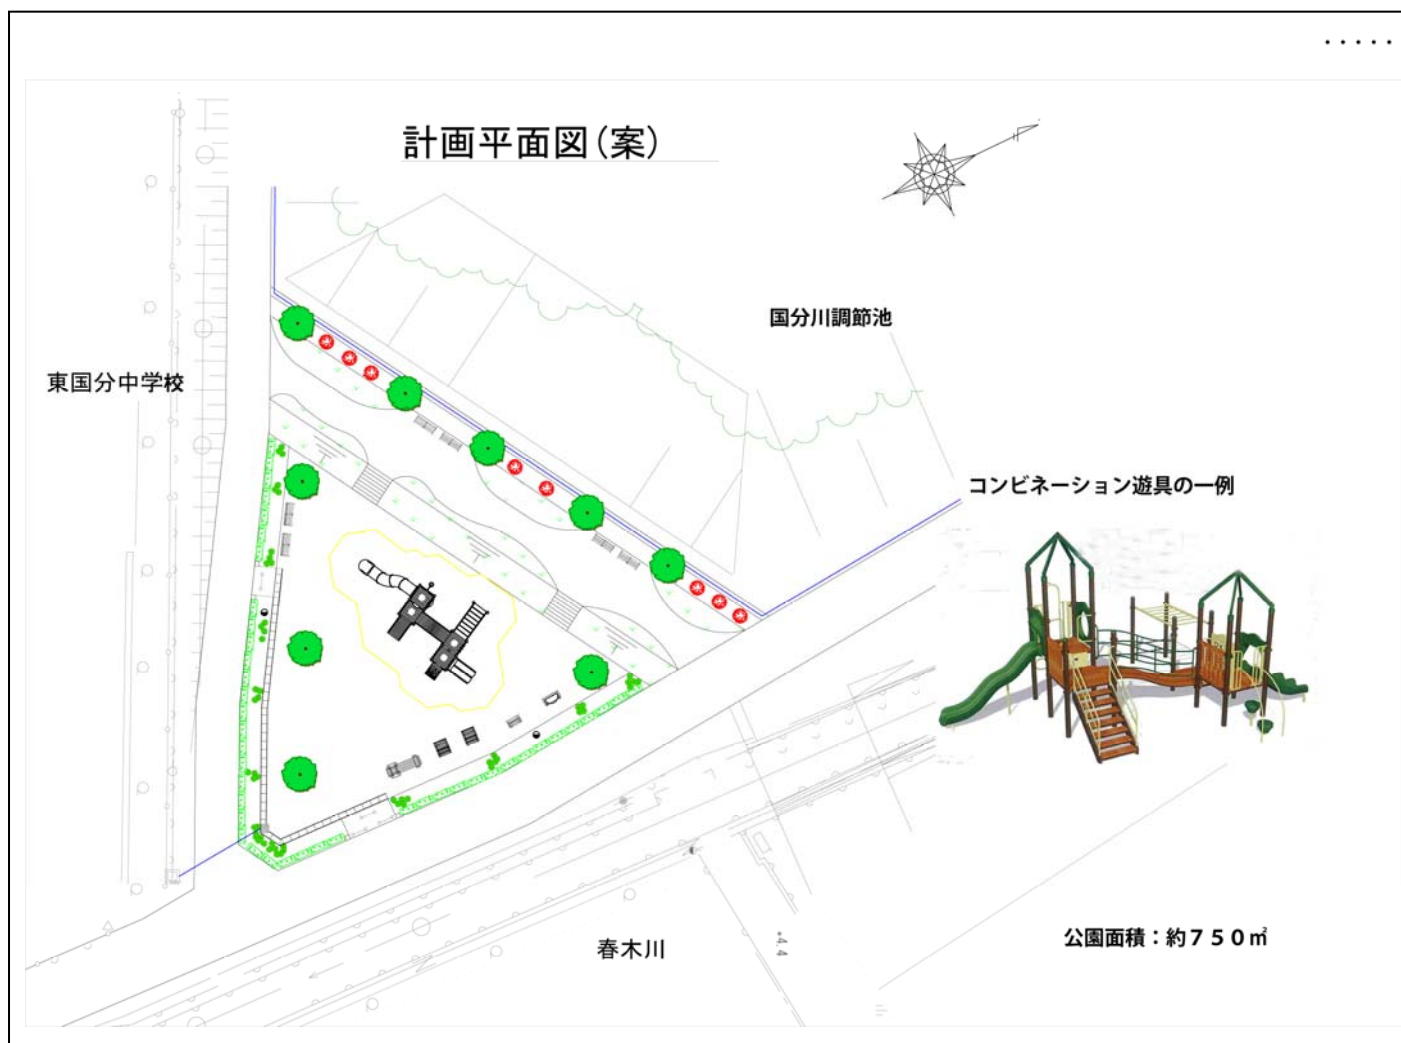 ・・・・・
計画平面図（案）
国分川調節池
東国分中学校
コンビネーション遊具の一例
春木川
4.4
公園面積：約７５０㎡